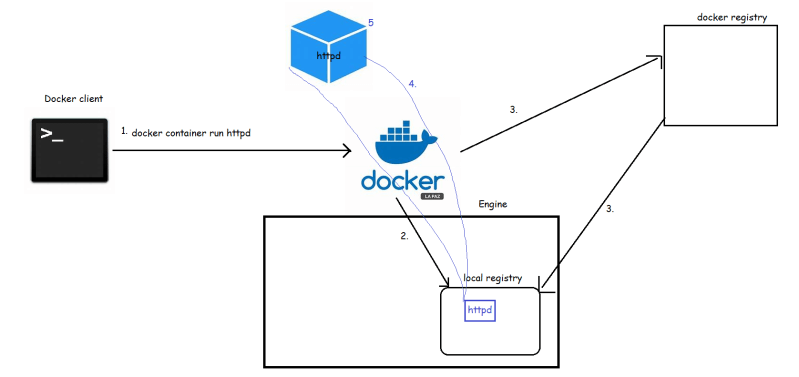 docker registry
5
httpd
4.
Docker client
>_
1. docker container run httpd
3.
docker
LA PAZ
Engine
2.
3.
local registry
httpd